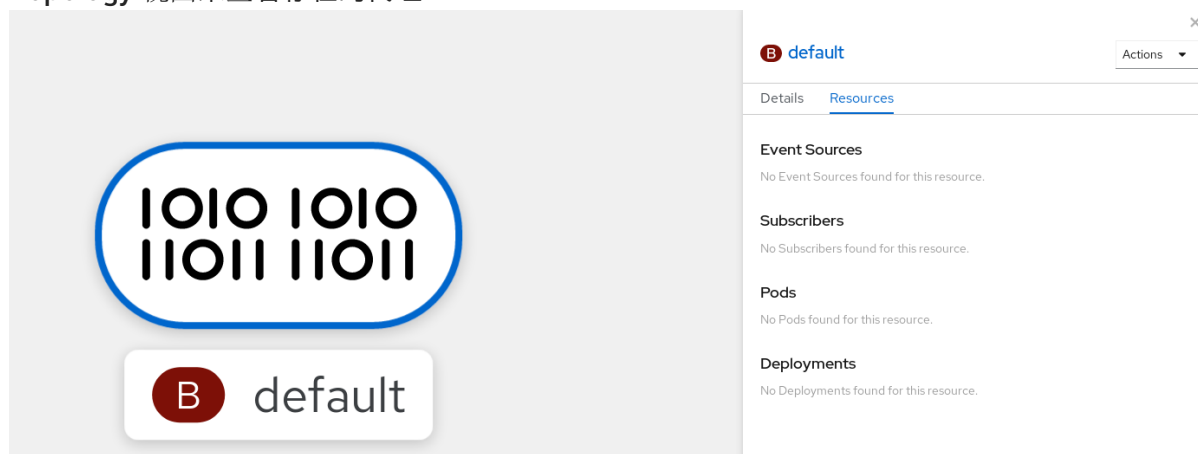 B default
Actions
Details Resources
Event Sources
No Event Sources found for this resource.
Subscribers
No Subscribers found for this resource.
Pods
No Pods found for this resource.
Deployments
No Deployments found for this resource.
1010 1010
11011 11011
B default